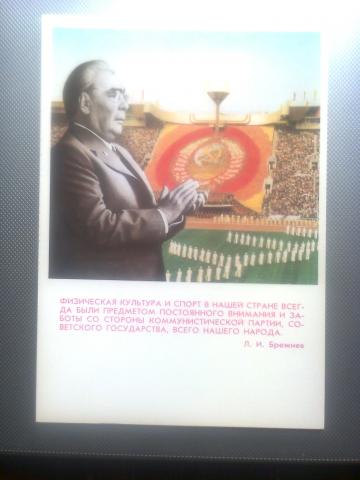 ФИЗИЧЕСКАЯ КУЛЬТУРА И СПОРТ В НАШЕЙ СТРАНЕ ВСЕГ-
ДА БЫЛИ ПРЕДМЕТОМ ПОСТОЯННОГО ВНИМАНИЯ И ЗА-
БОТЫ СО СТОРОНЫ КОММУНИСТИЧЕСКОЙ ПАРТИИ, СО-
ВЕТСКОГО ГОСУДАРСТВА, ВСЕГО НАШЕГО НАРОДА.
Л. И. Брежнев